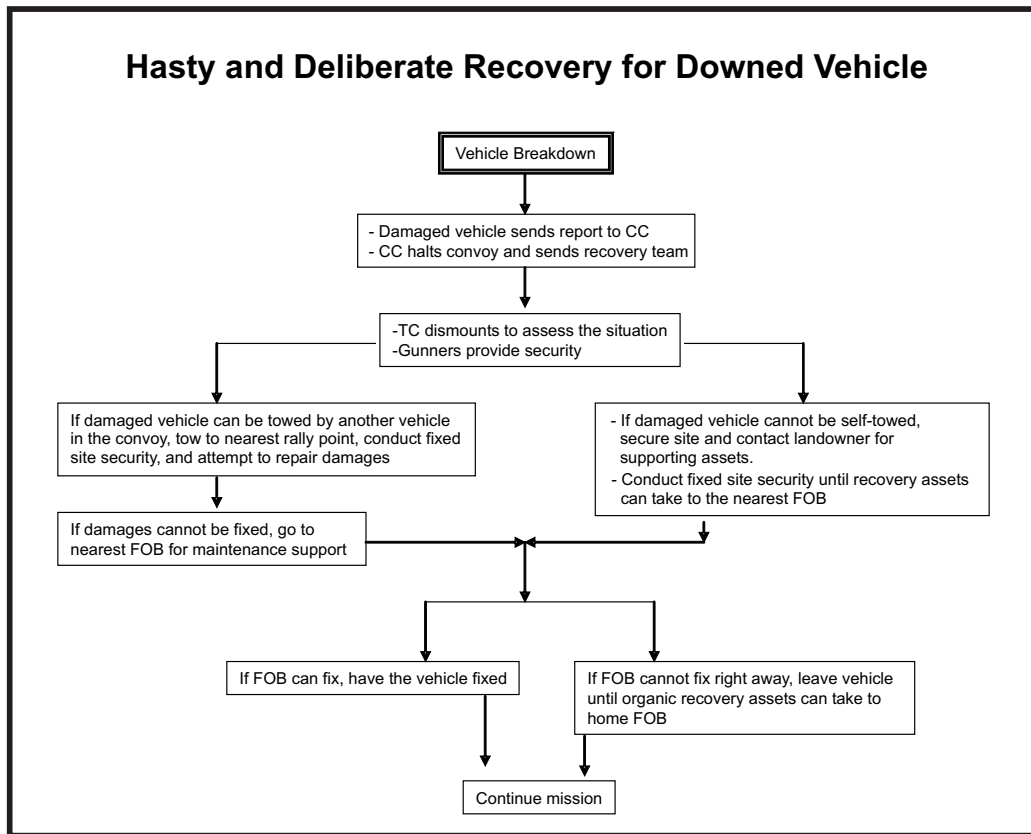 Hasty and Deliberate Recovery for Downed Vehicle
Vehicle Breakdown
- Damaged vehicle sends report to CC
- CC halts convoy and sends recovery team
-TC dismounts to assess the situation
-Gunners provide security
If damaged vehicle can be towed by another vehicle
in the convoy, tow to nearest rally point, conduct fixed
site security, and attempt to repair damages
- If damaged vehicle cannot be self-towed,
secure site and contact landowner for
supporting assets.
- Conduct fixed site security until recovery assets
can take to the nearest FOB
If damages cannot be fixed, go to
nearest FOB for maintenance support
If FOB can fix, have the vehicle fixed
If FOB cannot fix right away, leave vehicle
until organic recovery assets can take to
home FOB
Continue mission